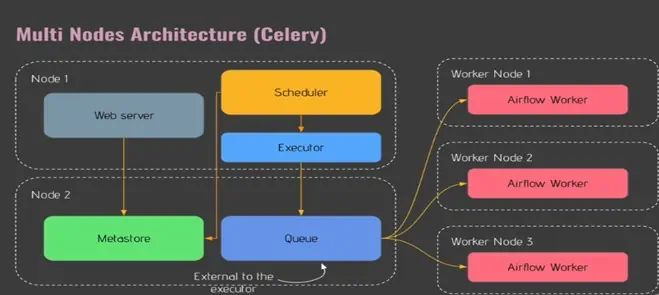 Multi Nodes Architecture (Celery)
Node 1
Web server
Scheduler
Executor
Node 2
Metastore
Queue
External to the
executor
Worker Node 1
Airflow Worker
Worker Node 2
Airflow Worker
Worker Node 3
Airflow Worker